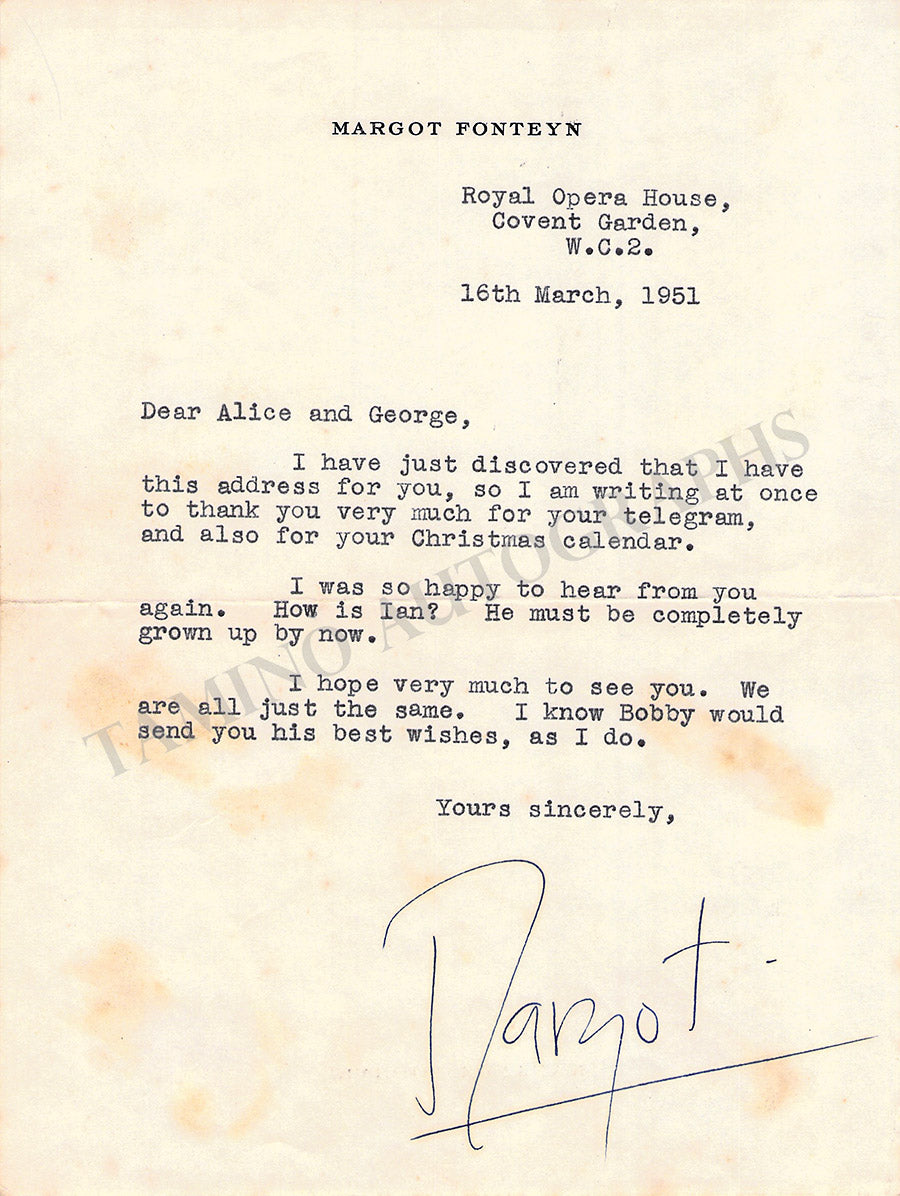 MARGOT FONTEYN
Royal Opera House,
Covent Garden,
W.C.2.
16th March, 1951
Dear Alice and George,
I have just discovered that I have
this address for you, so I am writing at once
to thank you very much for your telegram,
and also for your Christmas calendar.
I was so happy to hear from you
again. How is Ian? He must be completely
grown up by now.
I hope very much to see you. We
are all just the same. I know Bobby would
send you his best wishes, as I do.
Yours sincerely,
Margot
TAMINO AUTOGRAPHS